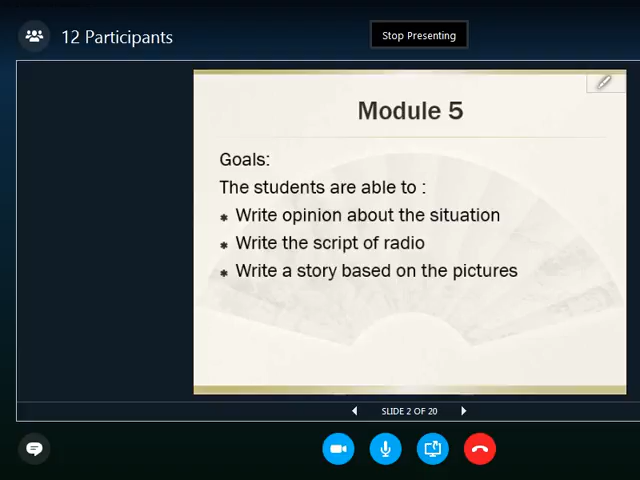 12 Participants
Stop Presenting
Module 5
Goals:
The students are able to :
Write opinion about the situation
Write the script of radio
Write a story based on the pictures
SLIDE 2 OF 20